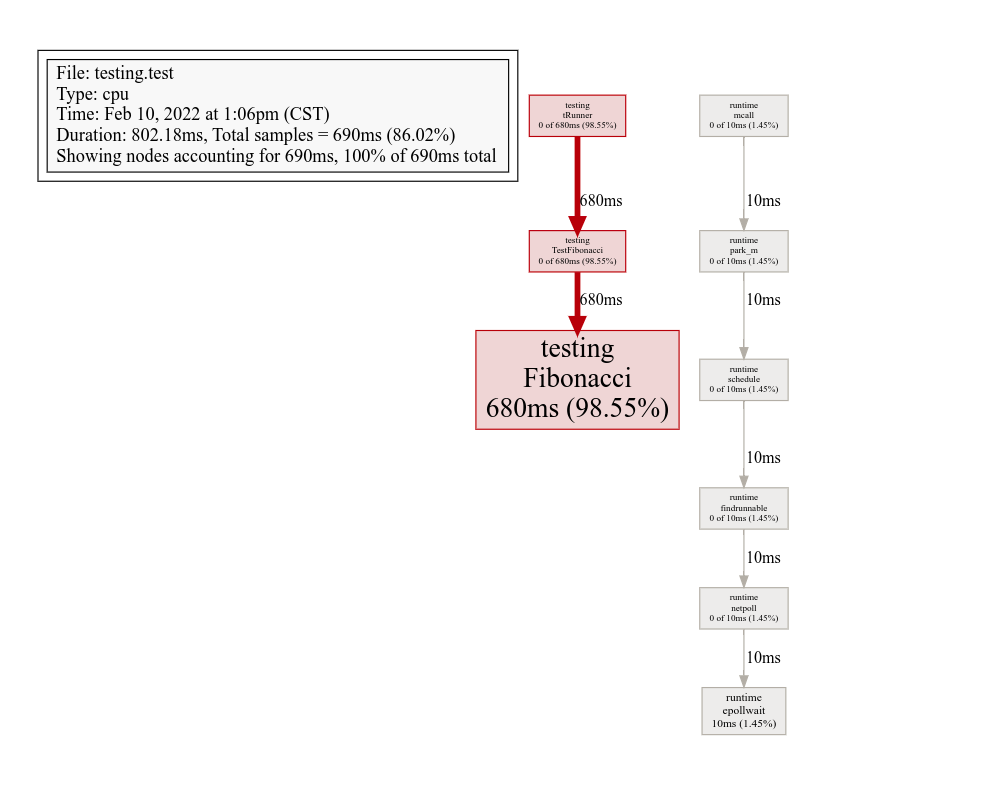 File: testing.test
Type: cpu
Time: Feb 10, 2022 at 1:06pm (CST)
Duration: 802.18ms, Total samples = 690ms (86.02%)
Showing nodes accounting for 690ms, 100% of 690ms total
testing
tRunner
0 of 680ms (98.55%)
680ms
testing
TestFibonacci
0 of 680ms (98.55%)
680ms
testing
Fibonacci
680ms (98.55%)
runtime
mcall
0 of 10ms (1.45%)
10ms
runtime
park_m
0 of 10ms (1.45%)
10ms
runtime
schedule
0 of 10ms (1.45%)
10ms
runtime
findrunnable
0 of 10ms (1.45%)
10ms
runtime
netpoll
0 of 10ms (1.45%)
10ms
runtime
epollwait
10ms (1.45%)